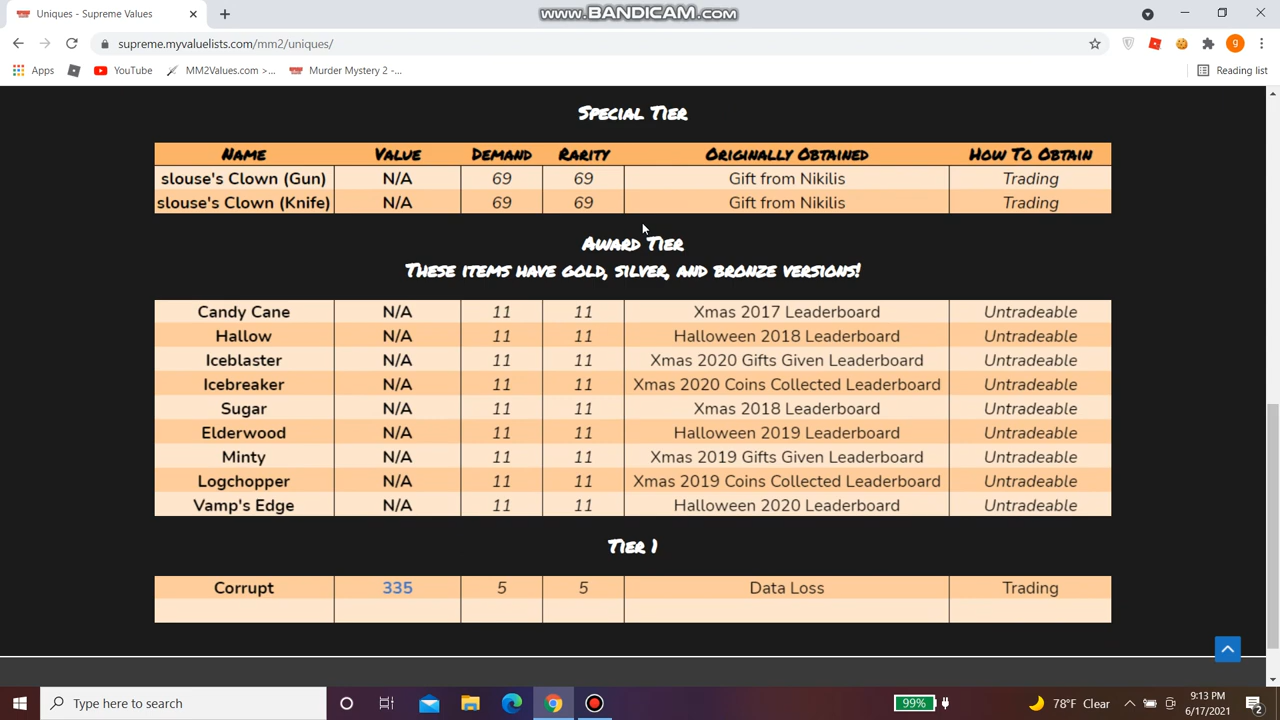 Uniques - Supreme Values
www.BANDICAM.com
supreme.myvaluelists.com/mm2/uniques/
g
Apps YouTube MM2Values.com >... Murder Mystery 2 -... Reading list
Special Tier
Name Value Demand Rarity Originally Obtained How To Obtain
slouse's Clown (Gun) N/A 69 69 Gift from Nikilis Trading
slouse's Clown (Knife) N/A 69 69 Gift from Nikilis Trading
Award Tier
These items have gold, silver, and bronze versions!
Candy Cane N/A 11 11 Xmas 2017 Leaderboard Untradeable
Hallow N/A 11 11 Halloween 2018 Leaderboard Untradeable
Iceblaster N/A 11 11 Xmas 2020 Gifts Given Leaderboard Untradeable
Icebreaker N/A 11 11 Xmas 2020 Coins Collected Leaderboard Untradeable
Sugar N/A 11 11 Xmas 2018 Leaderboard Untradeable
Elderwood N/A 11 11 Halloween 2019 Leaderboard Untradeable
Minty N/A 11 11 Xmas 2019 Gifts Given Leaderboard Untradeable
Logchopper N/A 11 11 Xmas 2019 Coins Collected Leaderboard Untradeable
Vamp's Edge N/A 11 11 Halloween 2020 Leaderboard Untradeable
Tier 1
Corrupt 335 5 5 Data Loss Trading
Type here to search 99% 78°F Clear 9:13 PM
6/17/2021 2